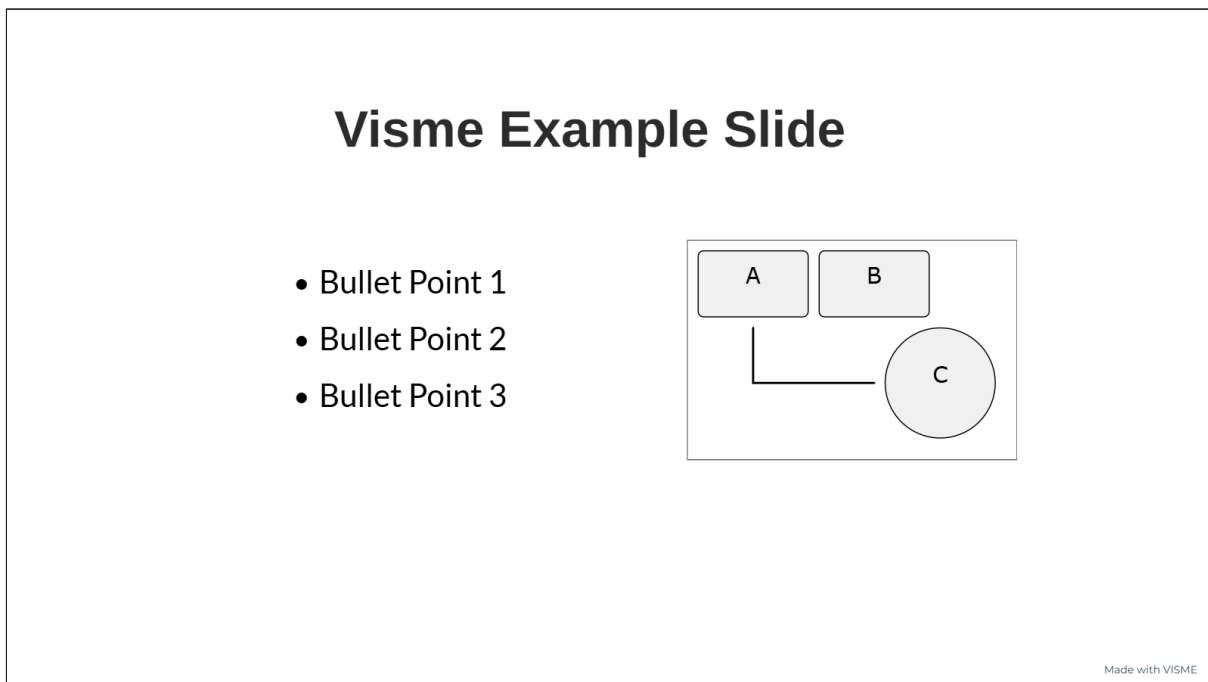 Visme Example Slide
• Bullet Point 1
• Bullet Point 2
• Bullet Point 3
A
B
C
Made with VISME